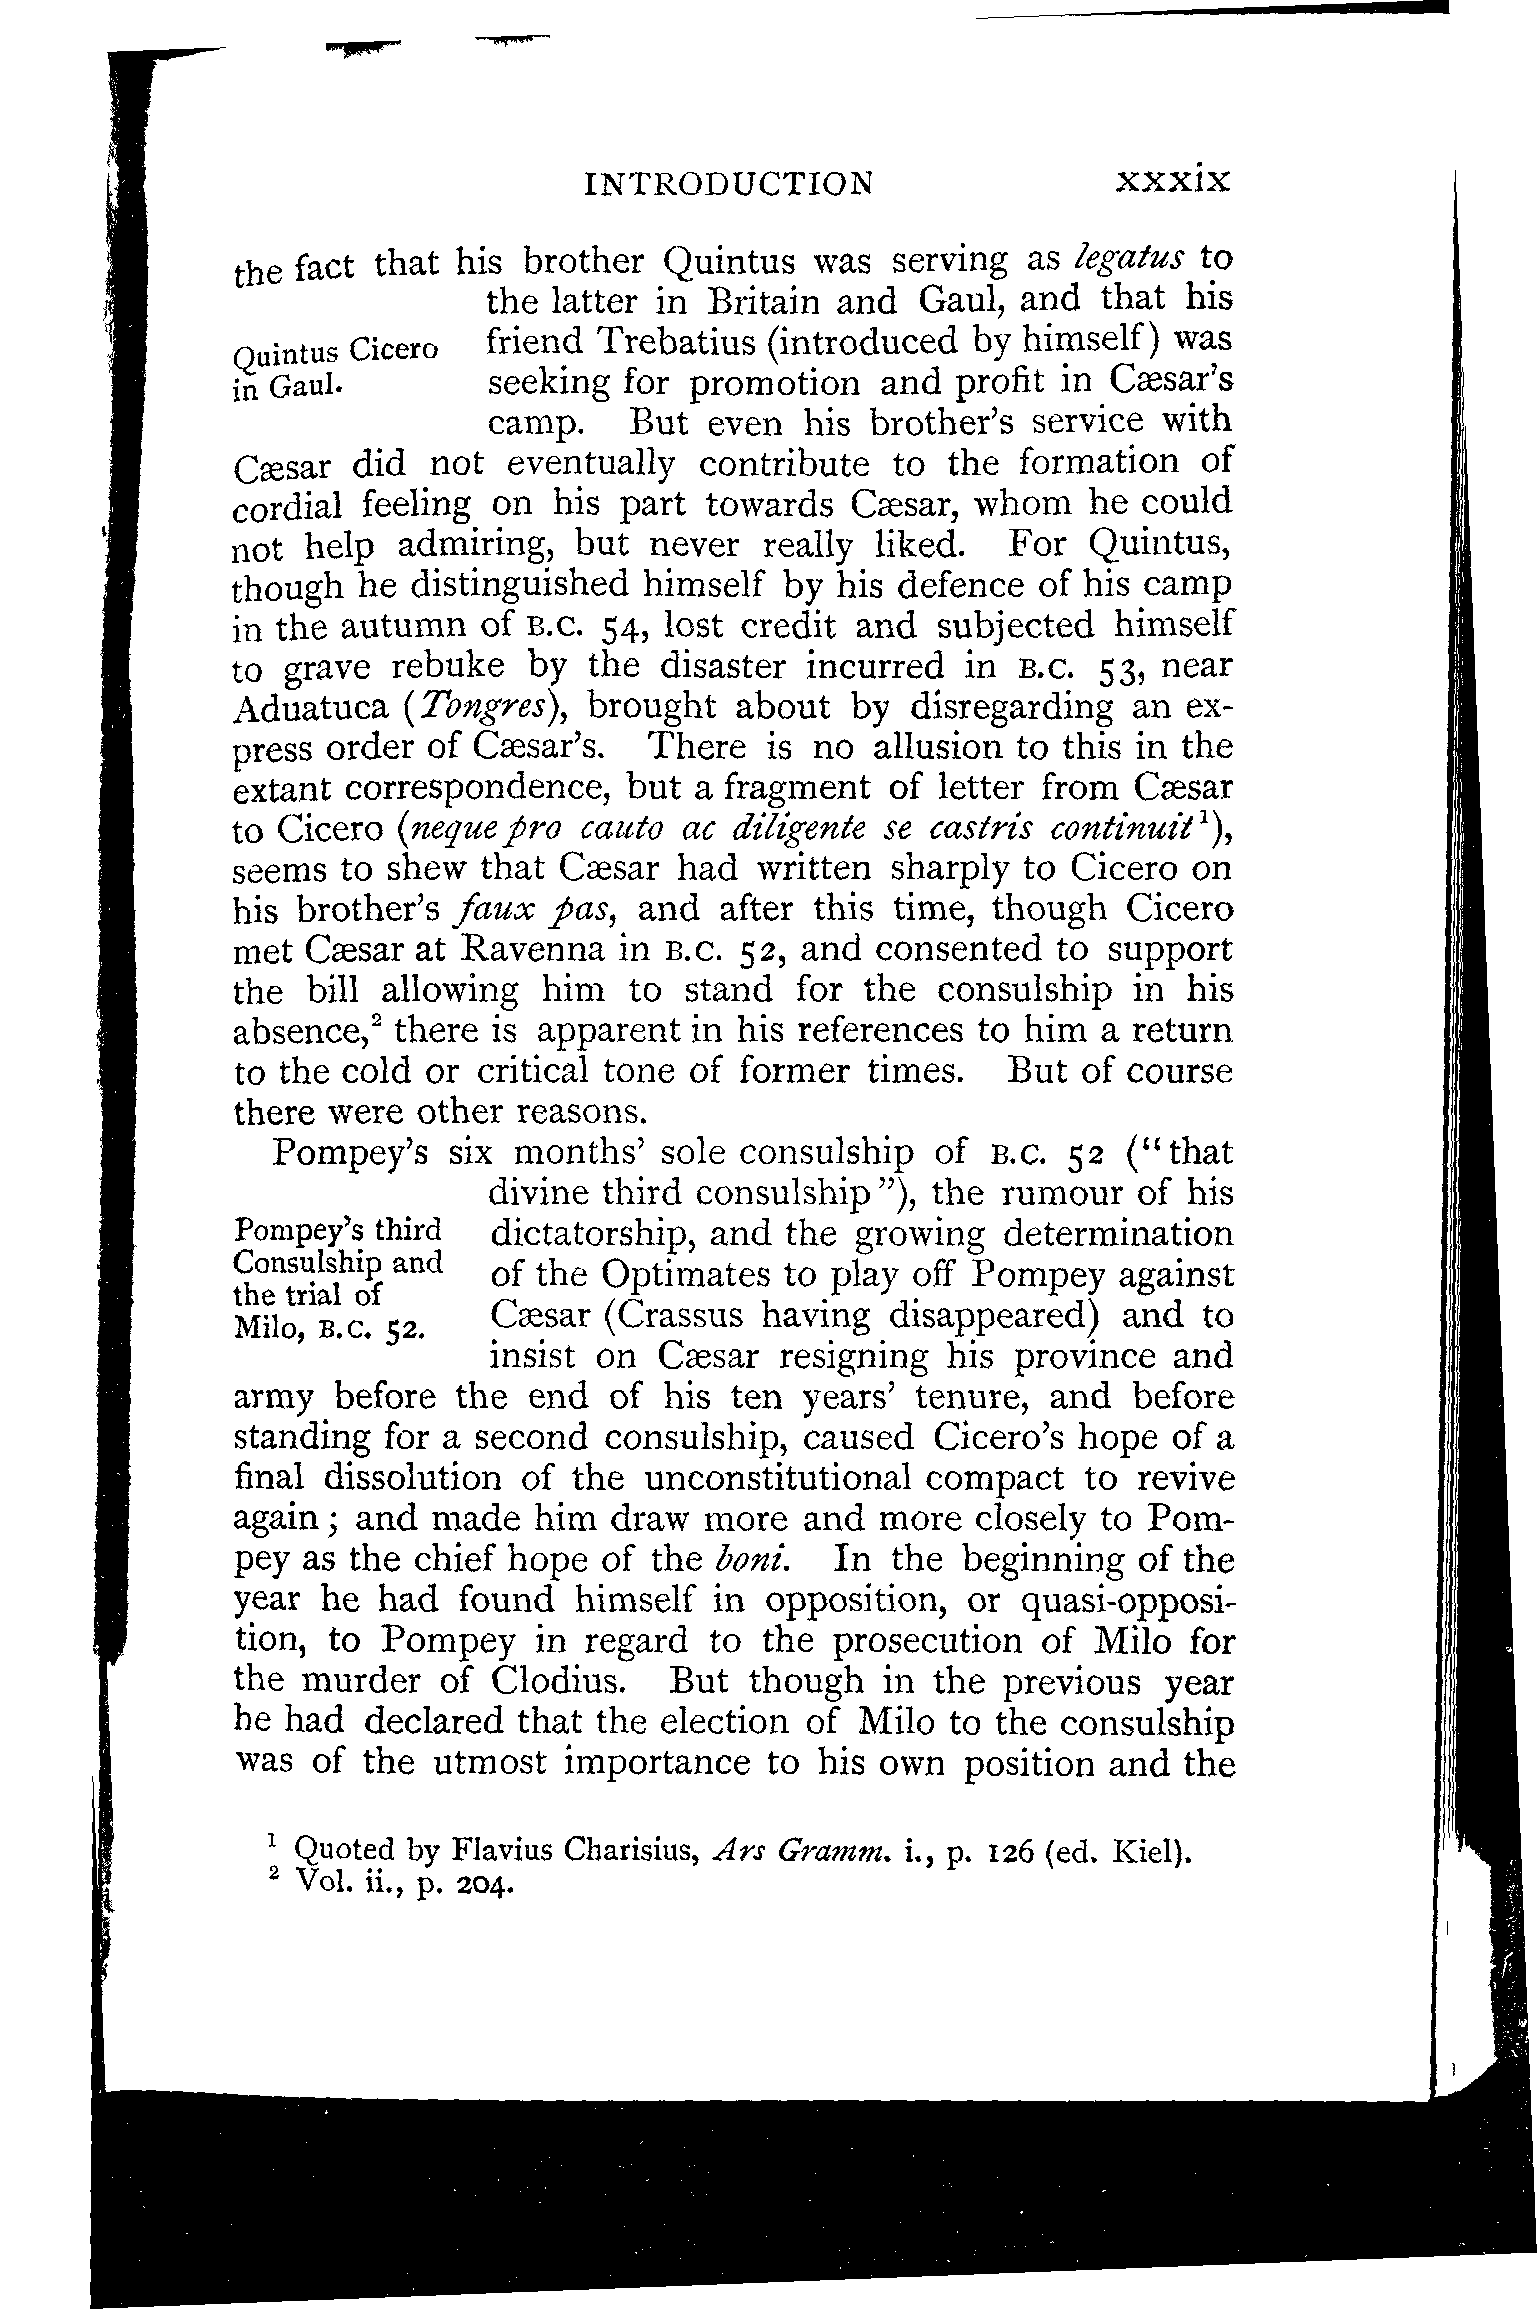 INTRODUCTION xxxix
the fact that his brother Quintus was serving as legatus to
the latter in Britain and Gaul, and that his
Quintus Cicero
in Gaul.
friend Trebatius (introduced by himself) was
seeking for promotion and profit in Cæsar's
camp. But even his brother's service with
Cæsar did not eventually contribute to the formation of
cordial feeling on his part towards Cæsar, whom he could
not help admiring, but never really liked. For Quintus,
though he distinguished himself by his defence of his camp
in the autumn of B.C. 54, lost credit and subjected himself
to grave rebuke by the disaster incurred in B.C. 53, near
Aduatuca (Tongres), brought about by disregarding an ex-
press order of Cæsar's. There is no allusion to this in the
extant correspondence, but a fragment of letter from Cæsar
to Cicero (neque pro cauto ac diligente se castris continuit¹),
seems to shew that Cæsar had written sharply to Cicero on
his brother's faux pas, and after this time, though Cicero
met Cæsar at Ravenna in B.C. 52, and consented to support
the bill allowing him to stand for the consulship in his
absence,² there is apparent in his references to him a return
to the cold or critical tone of former times. But of course
there were other reasons.
Pompey's six months' sole consulship of B.C. 52 ("that
divine third consulship"), the rumour of his
Pompey's third
Consulship and
the trial of
Milo, B.C. 52.
dictatorship, and the growing determination
of the Optimates to play off Pompey against
Cæsar (Crassus having disappeared) and to
insist on Cæsar resigning his province and
army before the end of his ten years' tenure, and before
standing for a second consulship, caused Cicero's hope of a
final dissolution of the unconstitutional compact to revive
again; and made him draw more and more closely to Pom-
pey as the chief hope of the boni. In the beginning of the
year he had found himself in opposition, or quasi-opposi-
tion, to Pompey in regard to the prosecution of Milo for
the murder of Clodius. But though in the previous year
he had declared that the election of Milo to the consulship
was of the utmost importance to his own position and the
¹ Quoted by Flavius Charisius, Ars Gramm. i., p. 126 (ed. Kiel).
² Vol. ii., p. 204.